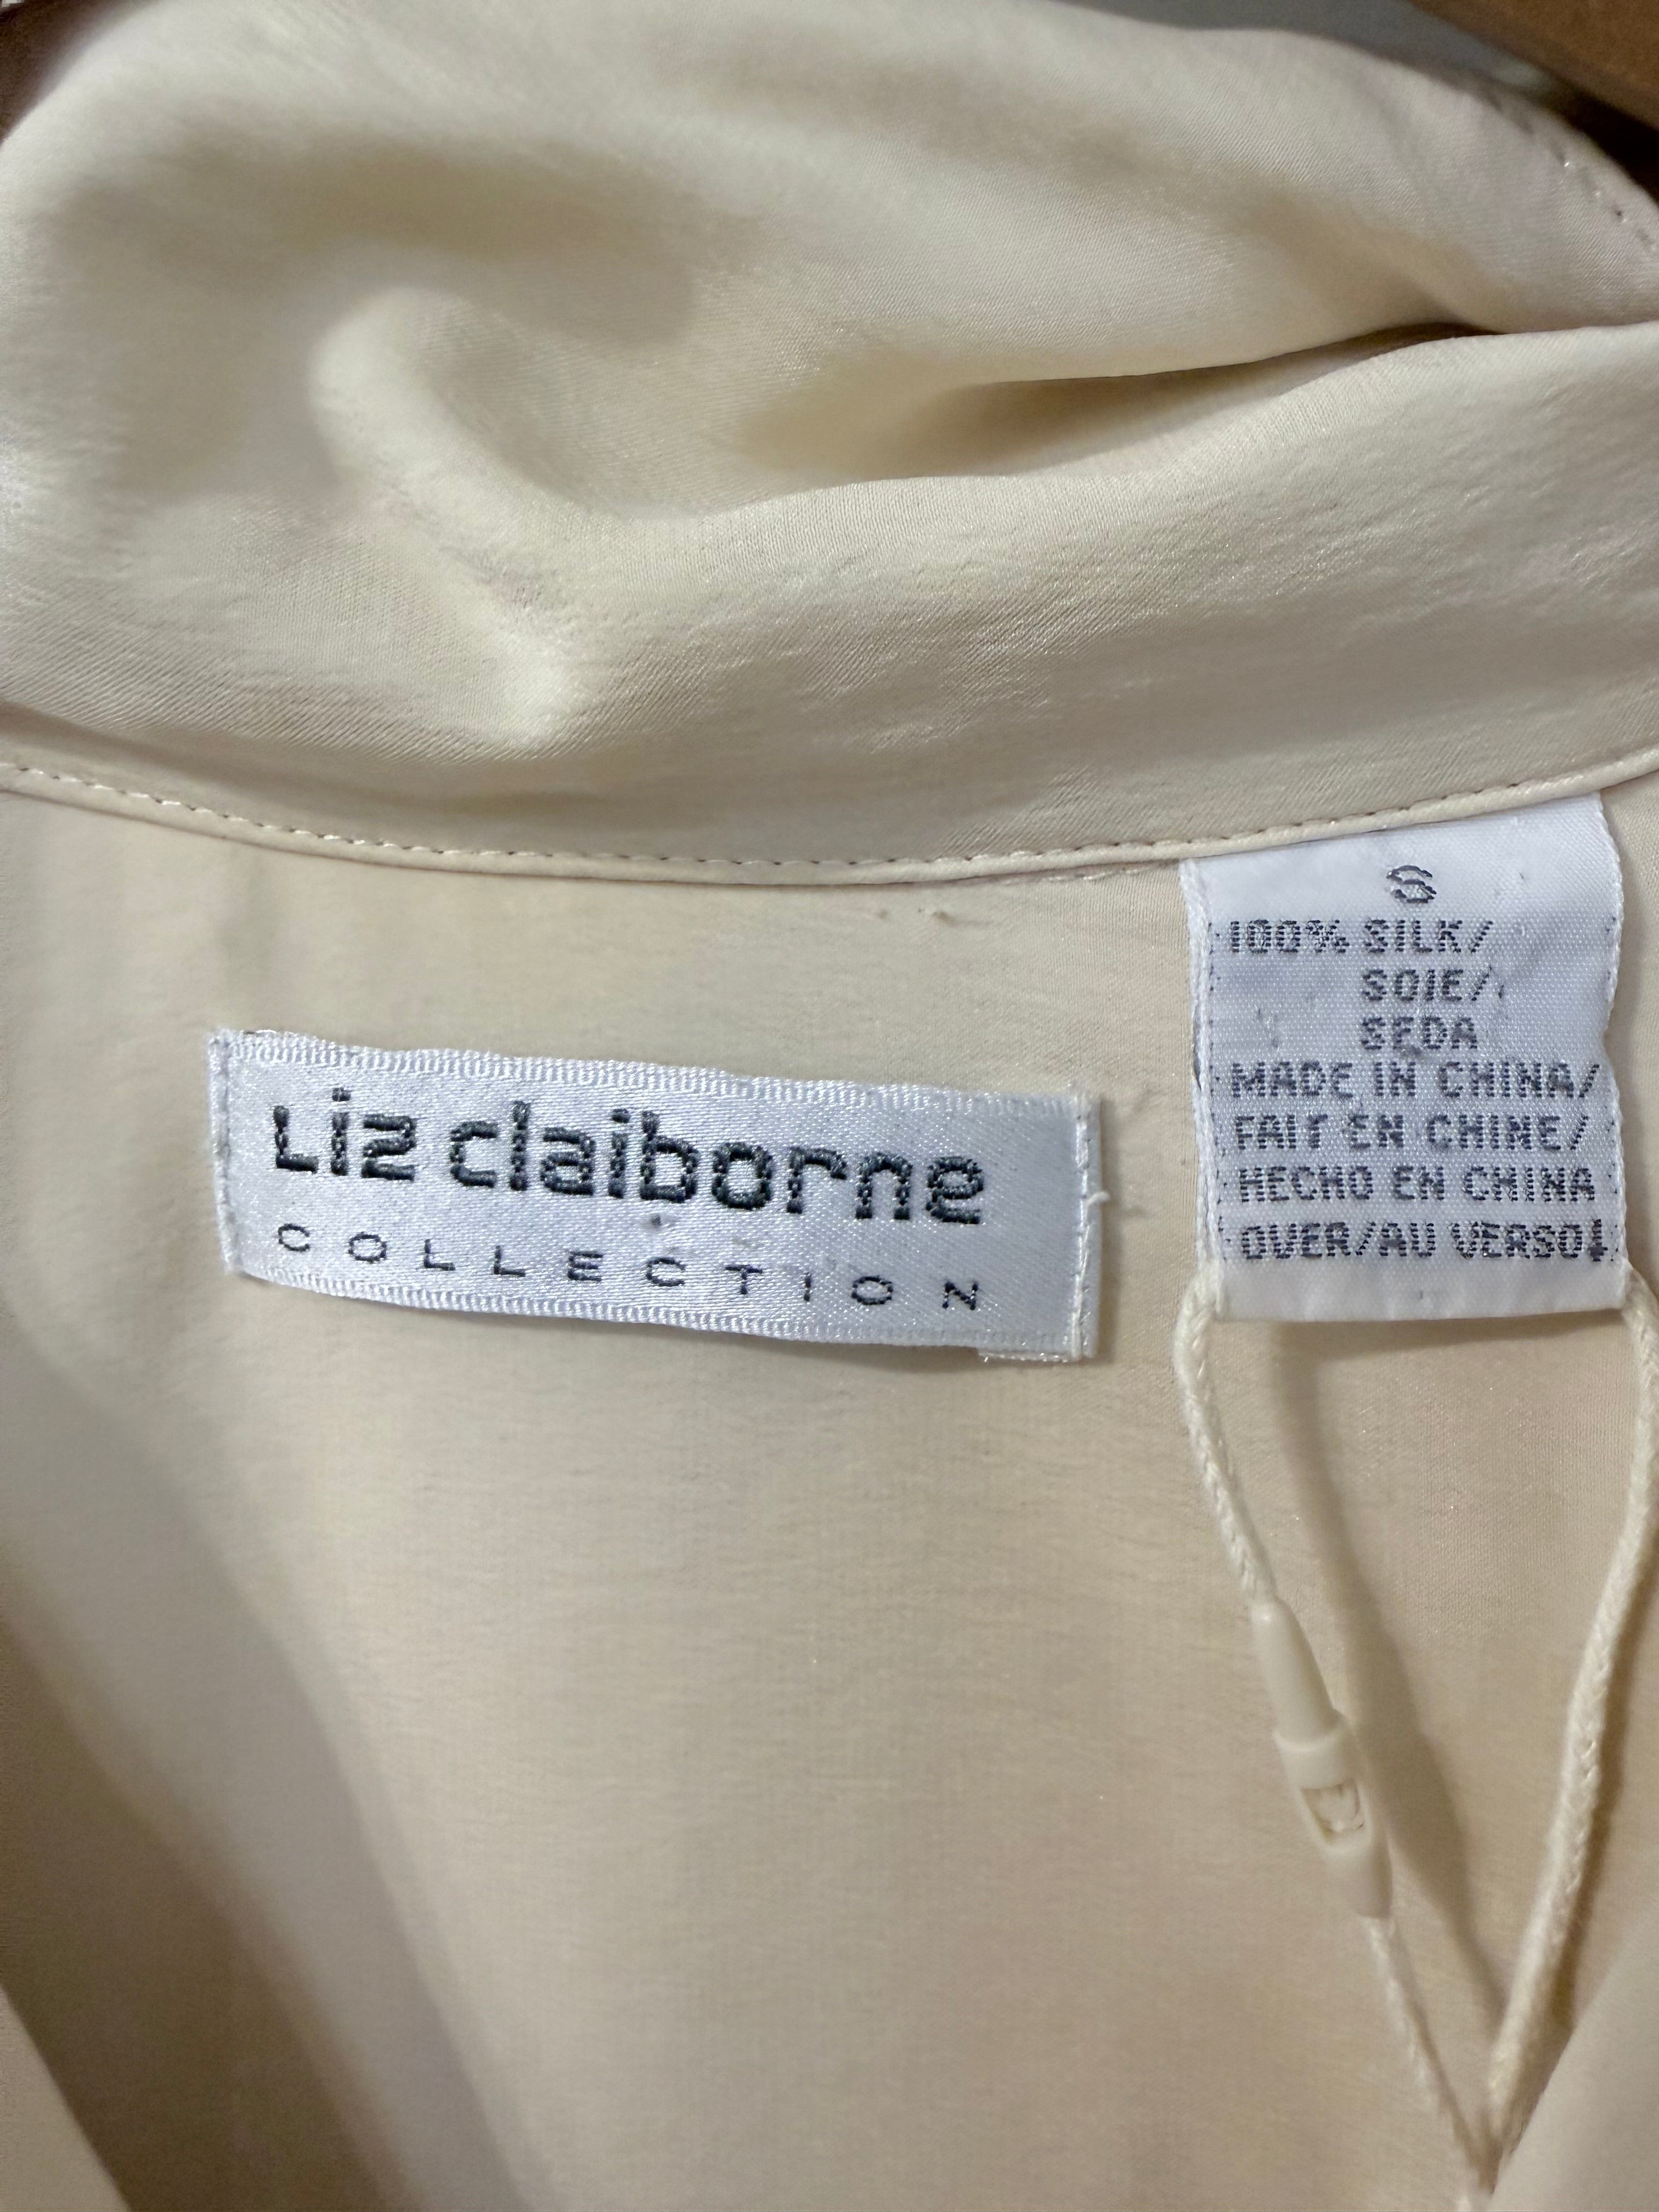 Liz claiborne
COLLECTION
S
100% SILK/
SOIE/
SEDA
MADE IN CHINA/
FAIT EN CHINE/
HECHO EN CHINA
OVER/AU VERSO↓